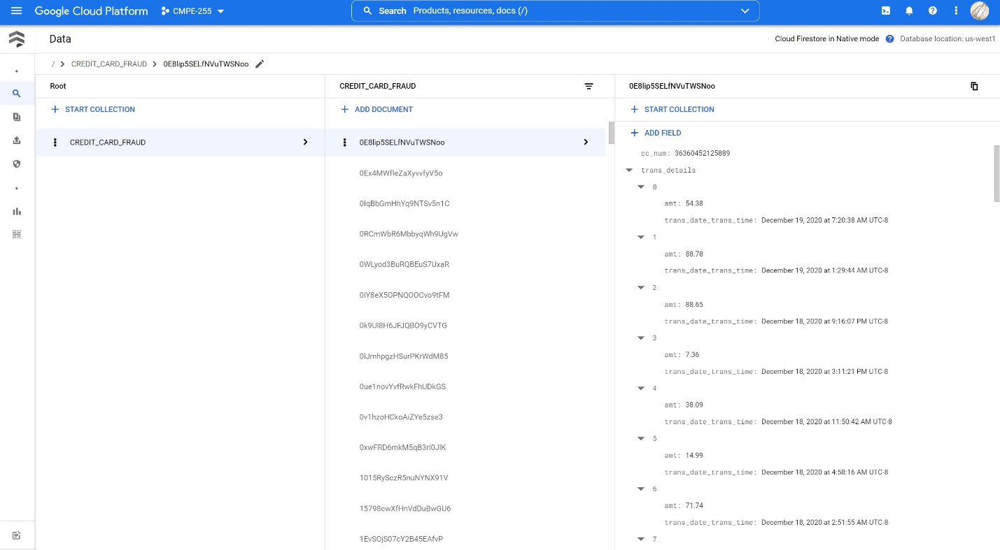 Google Cloud Platform CMPE-255 Search Products, resources, docs (/)
Data Cloud Firestore in Native mode Database location: us-west1
/ > CREDIT_CARD_FRAUD > 0E8lip5SELfNVuTWSNoo
Root
+ START COLLECTION
CREDIT_CARD_FRAUD
CREDIT_CARD_FRAUD
+ ADD DOCUMENT
0E8lip5SELfNVuTWSNoo
0Ex4MWfIeZaXyvvfyV5o
0IqBbGmHhYq9NTSv5n1C
0RCmWbR6MbbyqWh9UgVw
0WLyod3BuRQBEuS7UxaR
0iY8eX5OPNQOOCvo9tFM
0k9Ul8H6JFJQBO9yCVTG
0lJmhpgzHSurPKrWdM85
0ue1novYvfRwkFhUDkGS
0v1hzoHCkoAiZYe5zse3
0xwFRD6mkM5qB3rl0JlK
1015RySczR5nuNYNX91V
15798cwXfHnVdDuBwGU6
1EvSOjS07cY2B45EAfvP
0E8lip5SELfNVuTWSNoo
+ START COLLECTION
+ ADD FIELD
cc_num: 36360452125889
trans_details
0
amt: 54.38
trans_date_trans_time: December 19, 2020 at 7:20:38 AM UTC-8
1
amt: 88.78
trans_date_trans_time: December 19, 2020 at 1:29:44 AM UTC-8
2
amt: 88.65
trans_date_trans_time: December 18, 2020 at 9:16:07 PM UTC-8
3
amt: 7.36
trans_date_trans_time: December 18, 2020 at 3:11:21 PM UTC-8
4
amt: 38.09
trans_date_trans_time: December 18, 2020 at 11:50:42 AM UTC-8
5
amt: 14.99
trans_date_trans_time: December 18, 2020 at 4:58:16 AM UTC-8
6
amt: 71.74
trans_date_trans_time: December 18, 2020 at 2:51:55 AM UTC-8
7